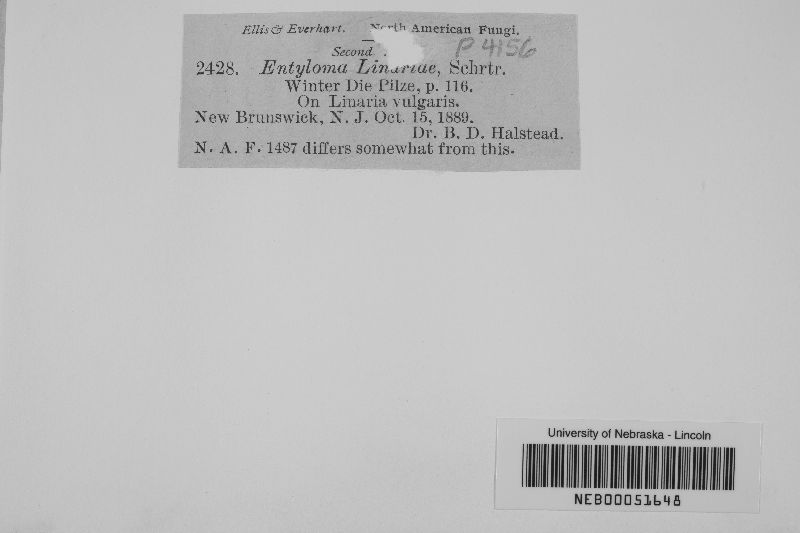 Ellis & Everhart. North American Fungi.
Second
P 4156
2428. Entyloma Linariae, Schrtr.
Winter Die Pilze, p. 116.
On Linaria vulgaris.
New Brunswick, N. J. Oct. 15, 1889.
Dr. B. D. Halstead.
N. A. F. 1487 differs somewhat from this.
University of Nebraska - Lincoln
NEB00051648